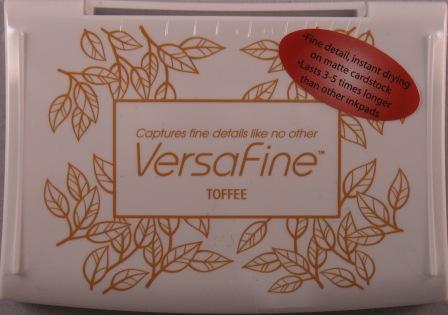 •Fine detail, instant drying
on matte cardstock
•Lasts 3-5 times longer
than other inkpads
Captures fine details like no other
VersaFine™
TOFFEE